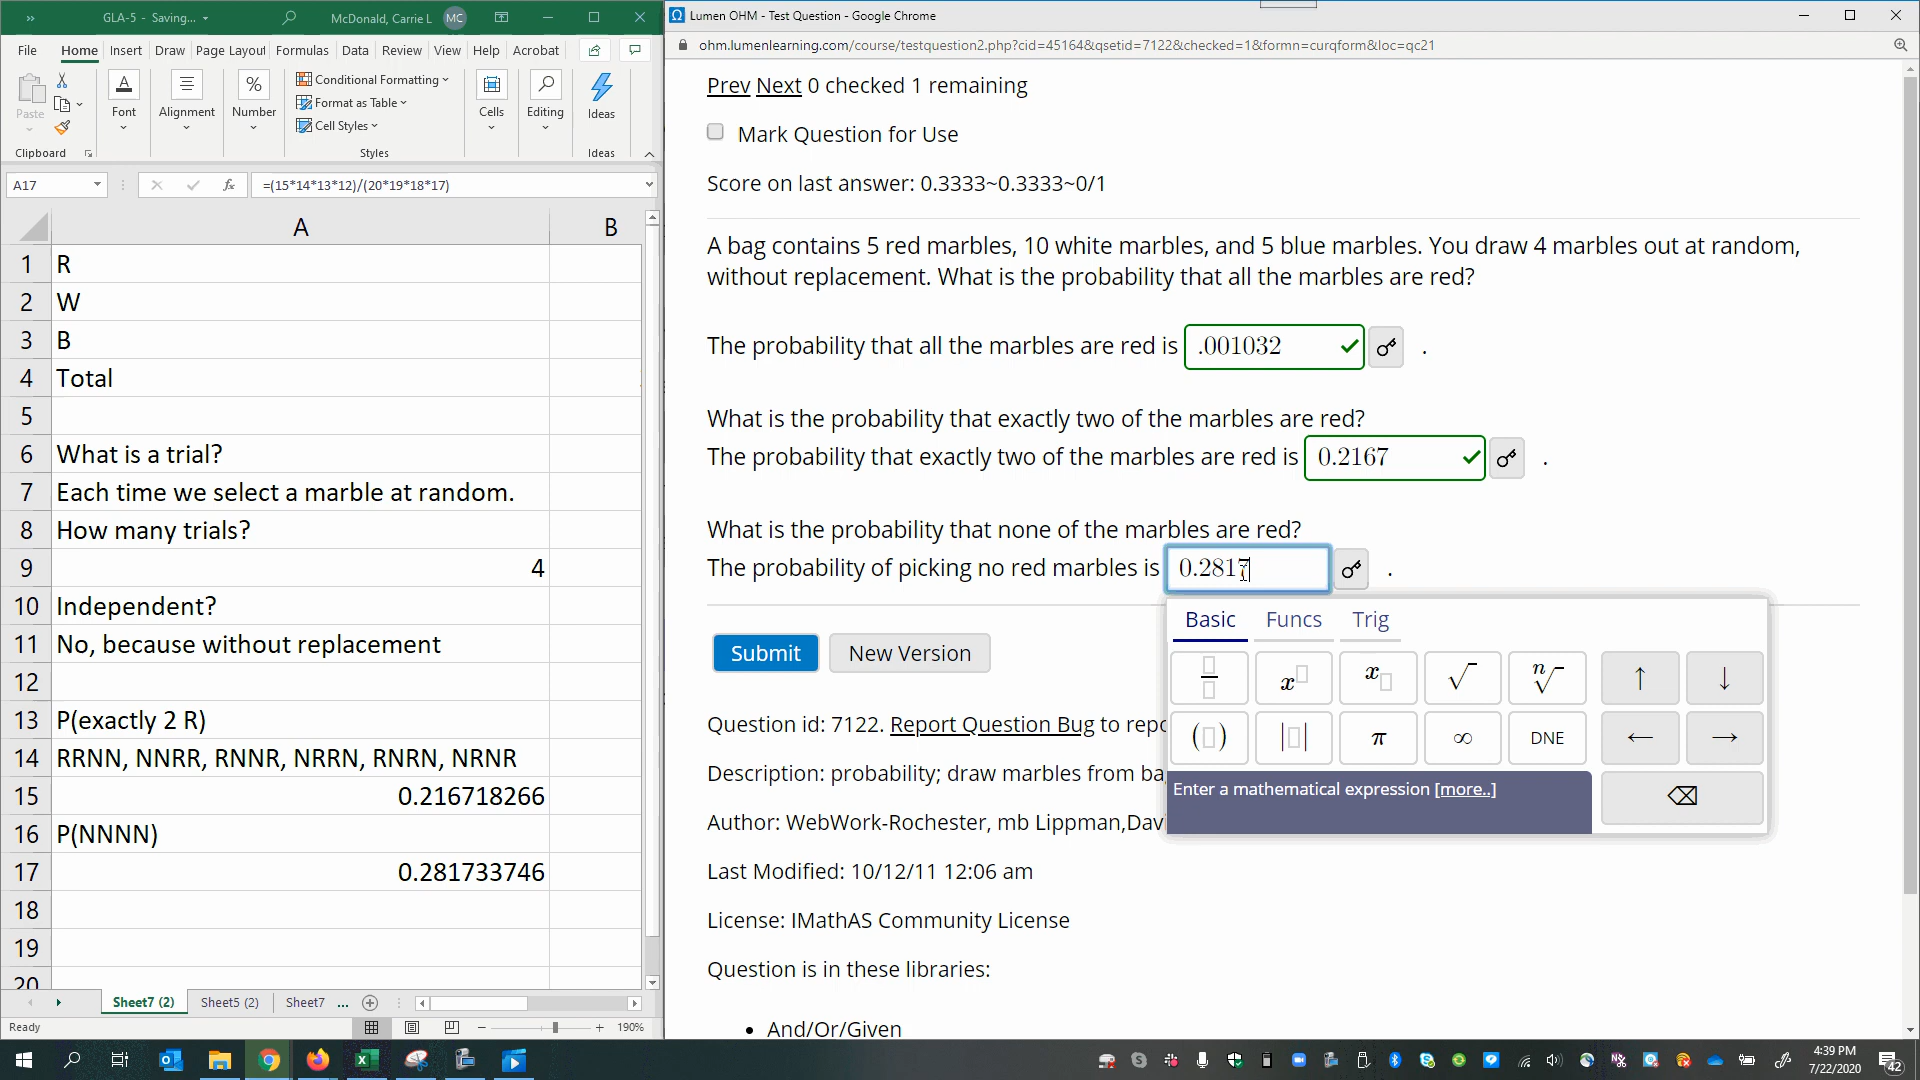 GLA-5 - Saving...
McDonald, Carrie L
MC
File Home Insert Draw Page Layout Formulas Data Review View Help Acrobat
Paste
Font
Alignment
%
Number
Conditional Formatting
Format as Table
Cell Styles
Cells
Editing
Ideas
Clipboard
Styles
Ideas
A17
fx
=(15*14*13*12)/(20*19*18*17)
A B
1 R
2 W
3 B
4 Total
5
6 What is a trial?
7 Each time we select a marble at random.
8 How many trials?
9 4
10 Independent?
11 No, because without replacement
12
13 P(exactly 2 R)
14 RRNN, NNRR, RNNR, NRRN, RNRN, NRNR
15 0.216718266
16 P(NNNN)
17 0.281733746
18
19
20
Sheet7 (2) Sheet5 (2) Sheet7 ...
Ready
190%
Lumen OHM - Test Question - Google Chrome
ohm.lumenlearning.com/course/testquestion2.php?cid=45164&qsetid=7122&checked=1&formn=curqform&loc=qc21
Prev Next 0 checked 1 remaining
Mark Question for Use
Score on last answer: 0.3333~0.3333~0/1
A bag contains 5 red marbles, 10 white marbles, and 5 blue marbles. You draw 4 marbles out at random,
without replacement. What is the probability that all the marbles are red?
The probability that all the marbles are red is .001032 .
What is the probability that exactly two of the marbles are red?
The probability that exactly two of the marbles are red is 0.2167 .
What is the probability that none of the marbles are red?
The probability of picking no red marbles is 0.2817 .
Submit New Version
Basic Funcs Trig
x x √ n√ ↑ ↓
( ) | | π ∞ DNE ← →
Enter a mathematical expression [more..]
Question id: 7122. Report Question Bug to repo
Description: probability; draw marbles from ba
Author: WebWork-Rochester, mb Lippman,Davi
Last Modified: 10/12/11 12:06 am
License: IMathAS Community License
Question is in these libraries:
• And/Or/Given
4:39 PM
7/22/2020
42